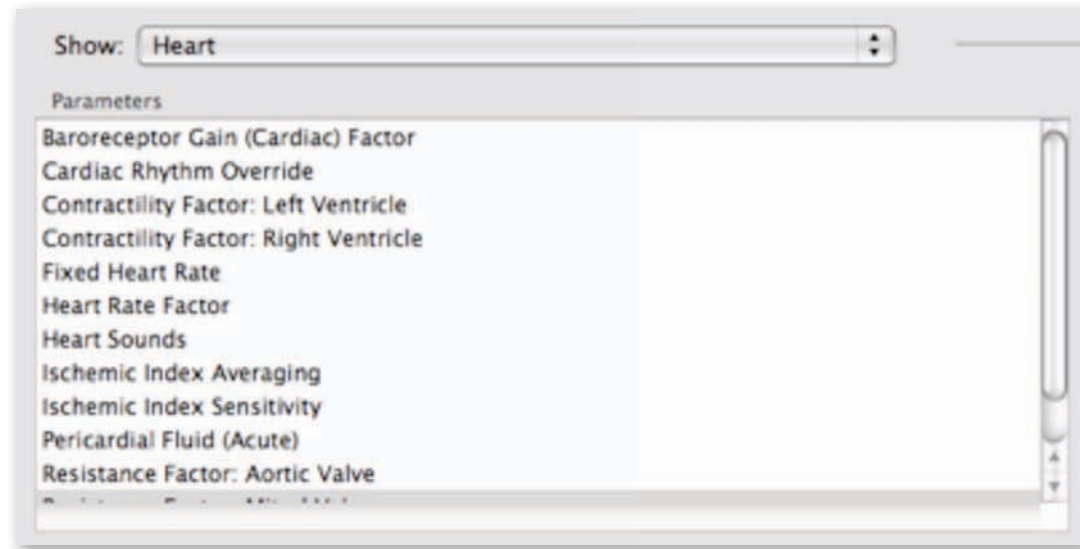 Show: Heart
Parameters
Baroreceptor Gain (Cardiac) Factor
Cardiac Rhythm Override
Contractility Factor: Left Ventricle
Contractility Factor: Right Ventricle
Fixed Heart Rate
Heart Rate Factor
Heart Sounds
Ischemic Index Averaging
Ischemic Index Sensitivity
Pericardial Fluid (Acute)
Resistance Factor: Aortic Valve